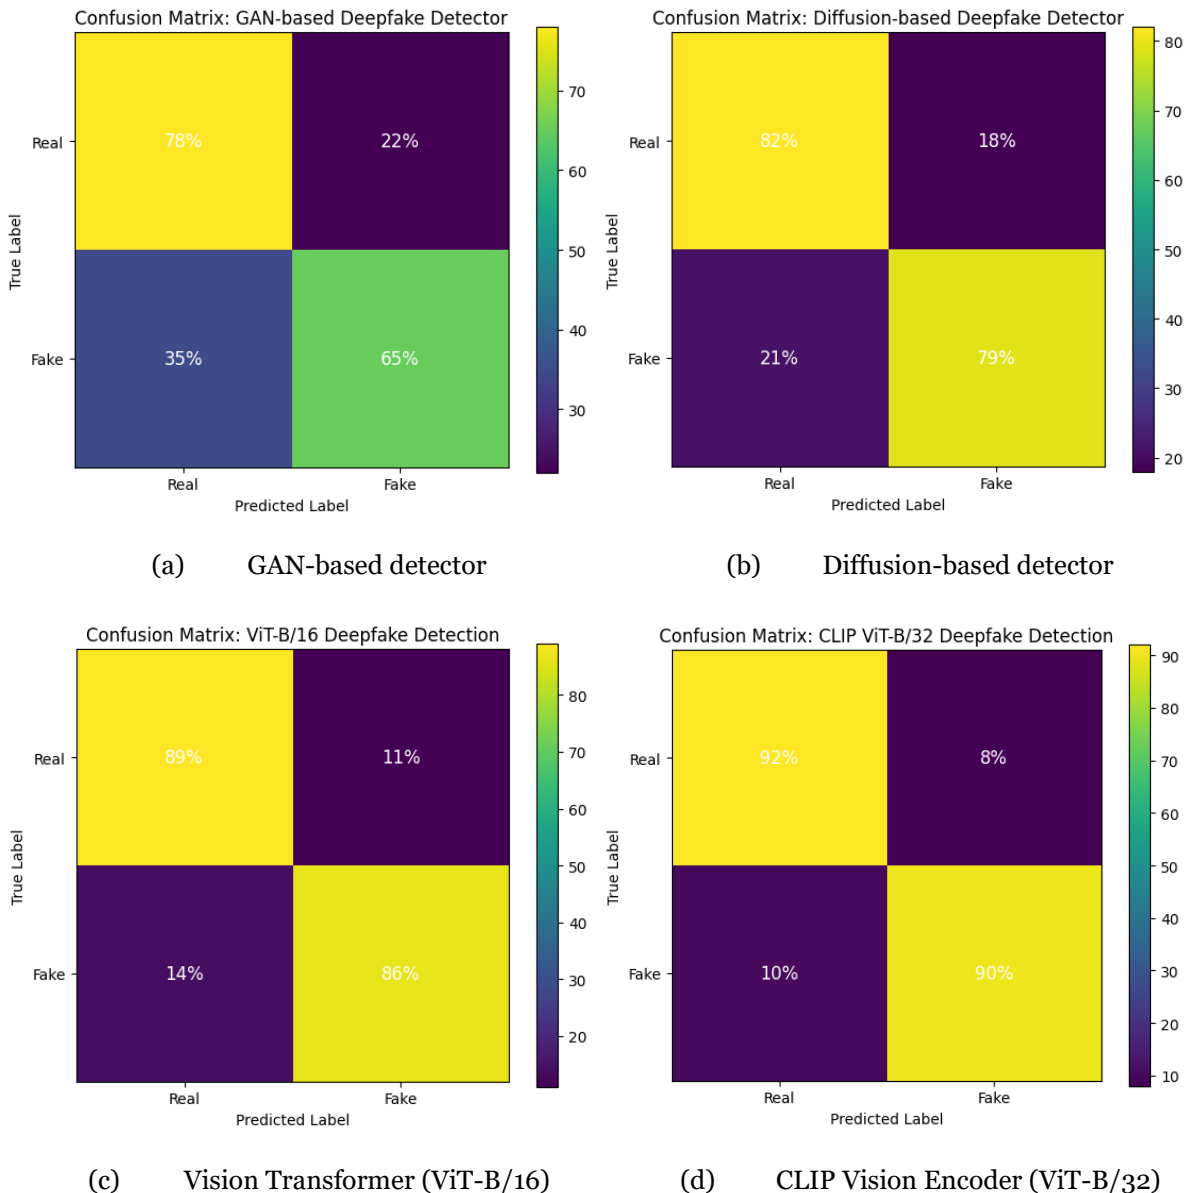 Confusion Matrix: GAN-based Deepfake Detector
Real
78%
22%
Fake
35%
65%
True Label
Real
Fake
Predicted Label
70
60
50
40
30
(a) GAN-based detector
Confusion Matrix: Diffusion-based Deepfake Detector
Real
82%
18%
Fake
21%
79%
True Label
Real
Fake
Predicted Label
80
70
60
50
40
30
20
(b) Diffusion-based detector
Confusion Matrix: ViT-B/16 Deepfake Detection
Real
89%
11%
Fake
14%
86%
True Label
Real
Fake
Predicted Label
80
70
60
50
40
30
20
(c) Vision Transformer (ViT-B/16)
Confusion Matrix: CLIP ViT-B/32 Deepfake Detection
Real
92%
8%
Fake
10%
90%
True Label
Real
Fake
Predicted Label
90
80
70
60
50
40
30
20
10
(d) CLIP Vision Encoder (ViT-B/32)